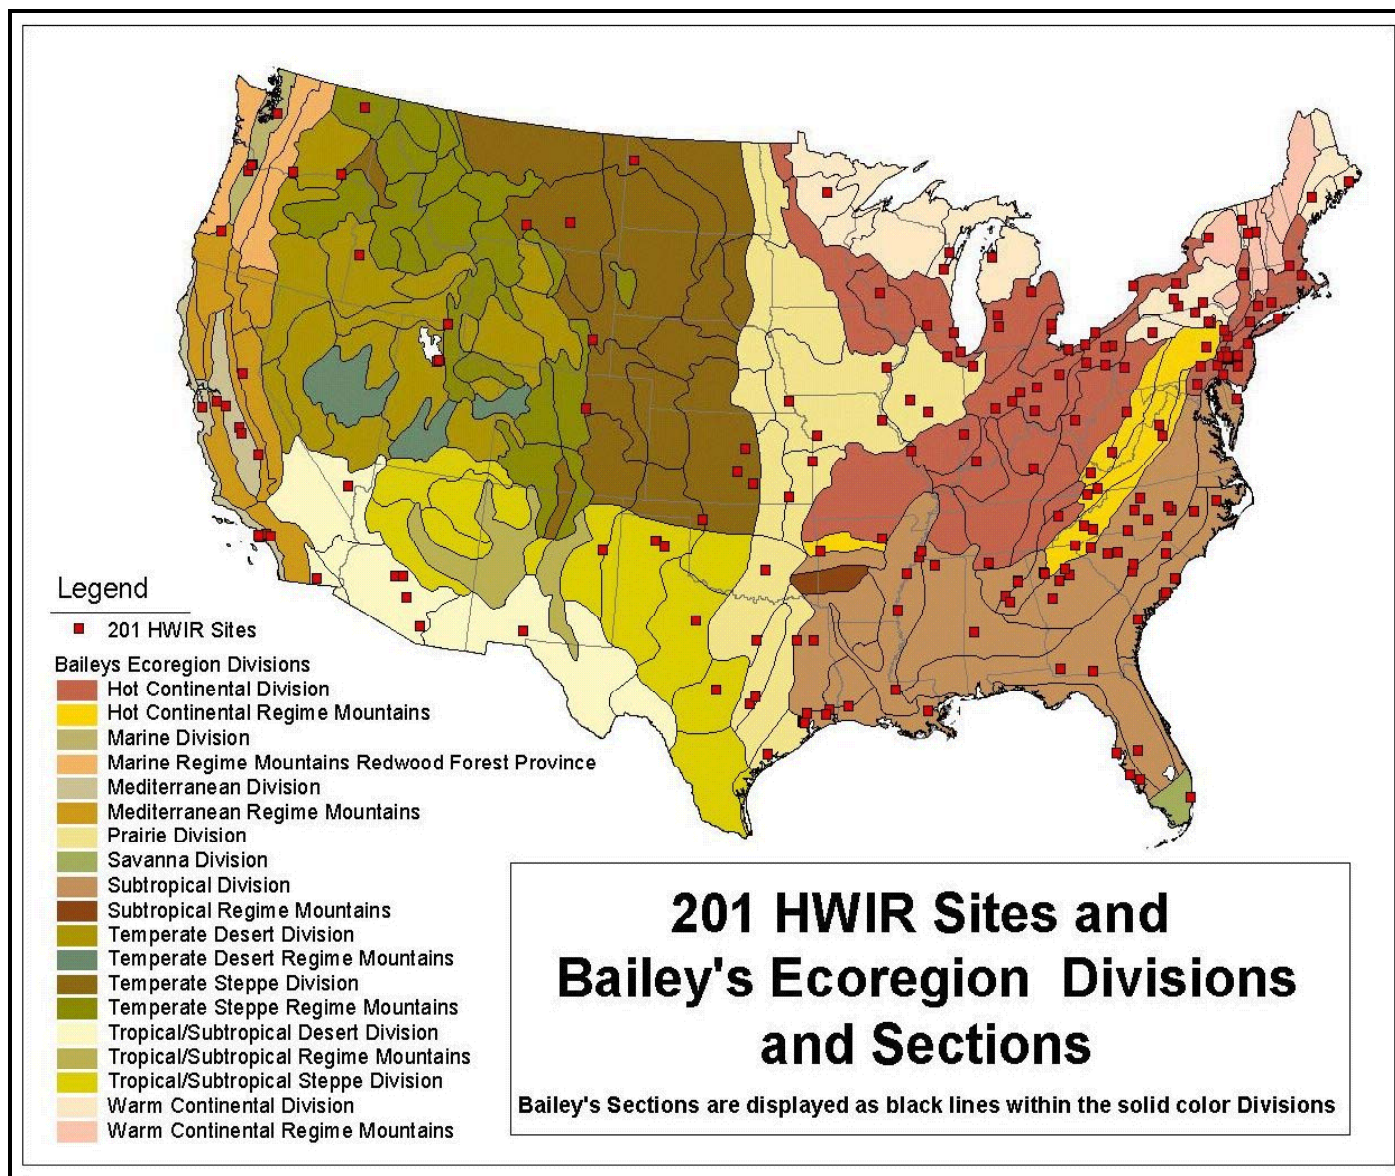 Legend
201 HWIR Sites
Baileys Ecoregion Divisions
Hot Continental Division
Hot Continental Regime Mountains
Marine Division
Marine Regime Mountains Redwood Forest Province
Mediterranean Division
Mediterranean Regime Mountains
Prairie Division
Savanna Division
Subtropical Division
Subtropical Regime Mountains
Temperate Desert Division
Temperate Desert Regime Mountains
Temperate Steppe Division
Temperate Steppe Regime Mountains
Tropical/Subtropical Desert Division
Tropical/Subtropical Regime Mountains
Tropical/Subtropical Steppe Division
Warm Continental Division
Warm Continental Regime Mountains
201 HWIR Sites and
Bailey's Ecoregion Divisions
and Sections
Bailey's Sections are displayed as black lines within the solid color Divisions